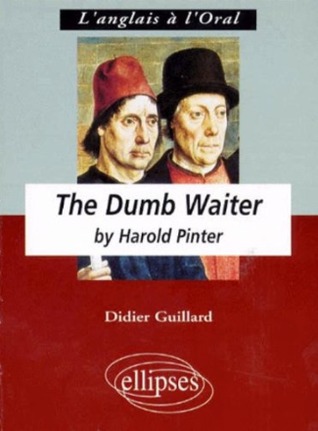 L'anglais à l'Oral
The Dumb Waiter
by Harold Pinter
Didier Guillard
ellipses